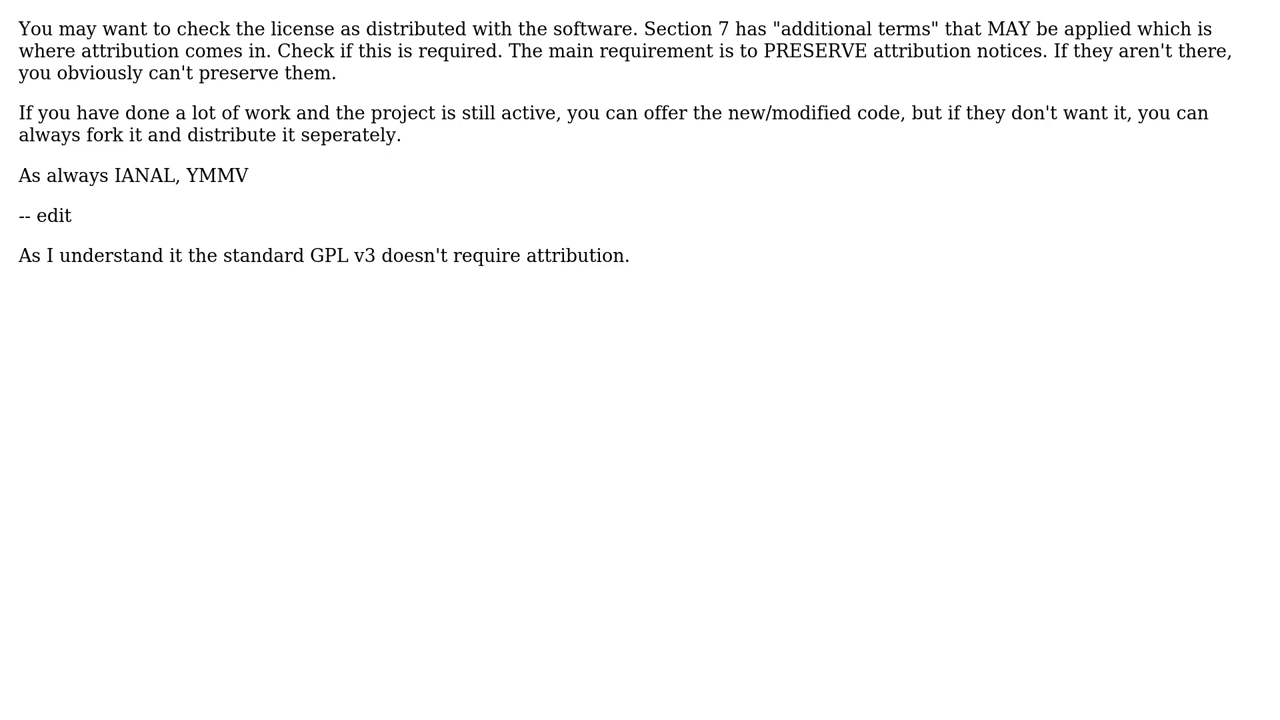 You may want to check the license as distributed with the software. Section 7 has "additional terms" that MAY be applied which is
where attribution comes in. Check if this is required. The main requirement is to PRESERVE attribution notices. If they aren't there,
you obviously can't preserve them.
If you have done a lot of work and the project is still active, you can offer the new/modified code, but if they don't want it, you can
always fork it and distribute it seperately.
As always IANAL, YMMV
-- edit
As I understand it the standard GPL v3 doesn't require attribution.